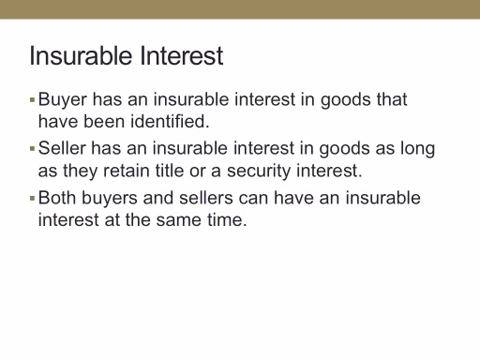 Insurable Interest
▪Buyer has an insurable interest in goods that
have been identified.
▪Seller has an insurable interest in goods as long
as they retain title or a security interest.
▪Both buyers and sellers can have an insurable
interest at the same time.